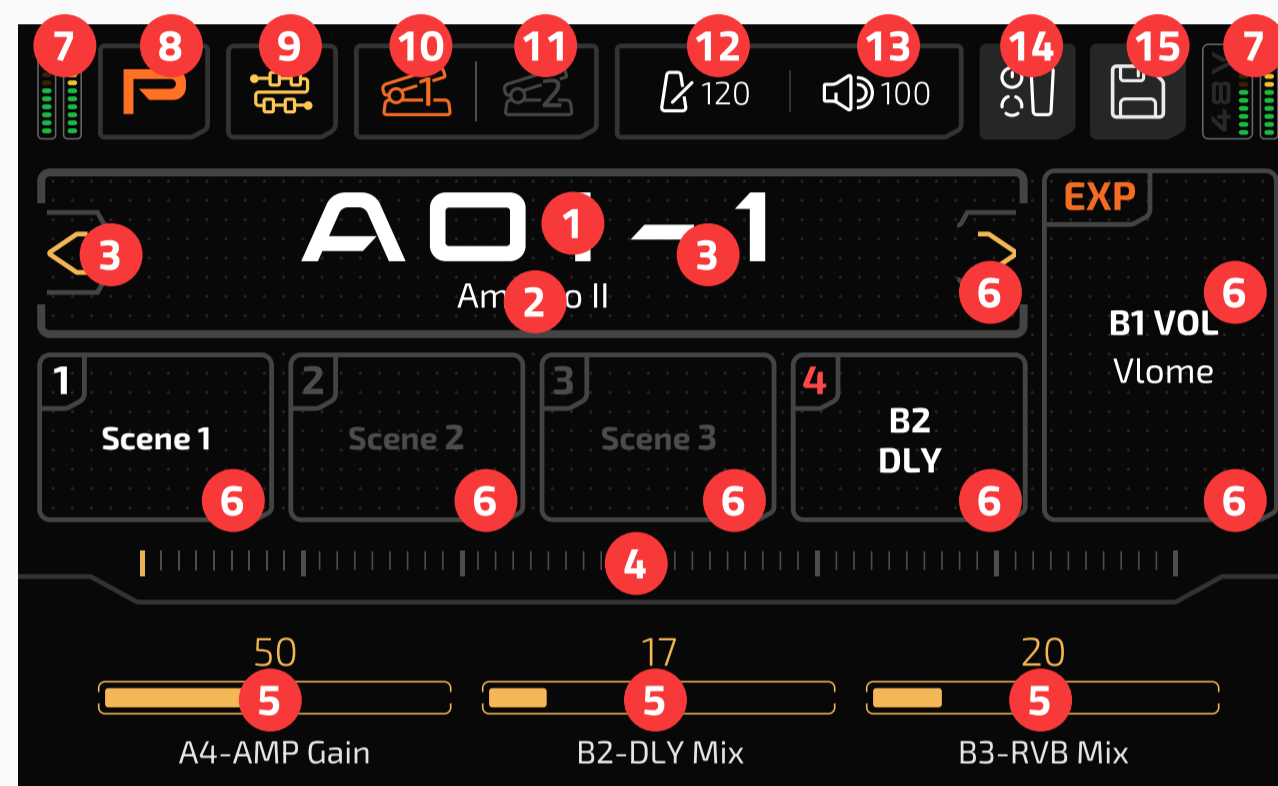 7 8 9 10 11 12 13 14 15 7
1 2 120 100 48V
A01-1
1
3 3
EXP
2 6 6
B1 VOL
Vlome
1 2 3 4
Scene 1 Scene 2 Scene 3 B2
DLY
6 6 6 6 6
4
50 17 20
5 5 5
A4-AMP Gain B2-DLY Mix B3-RVB Mix